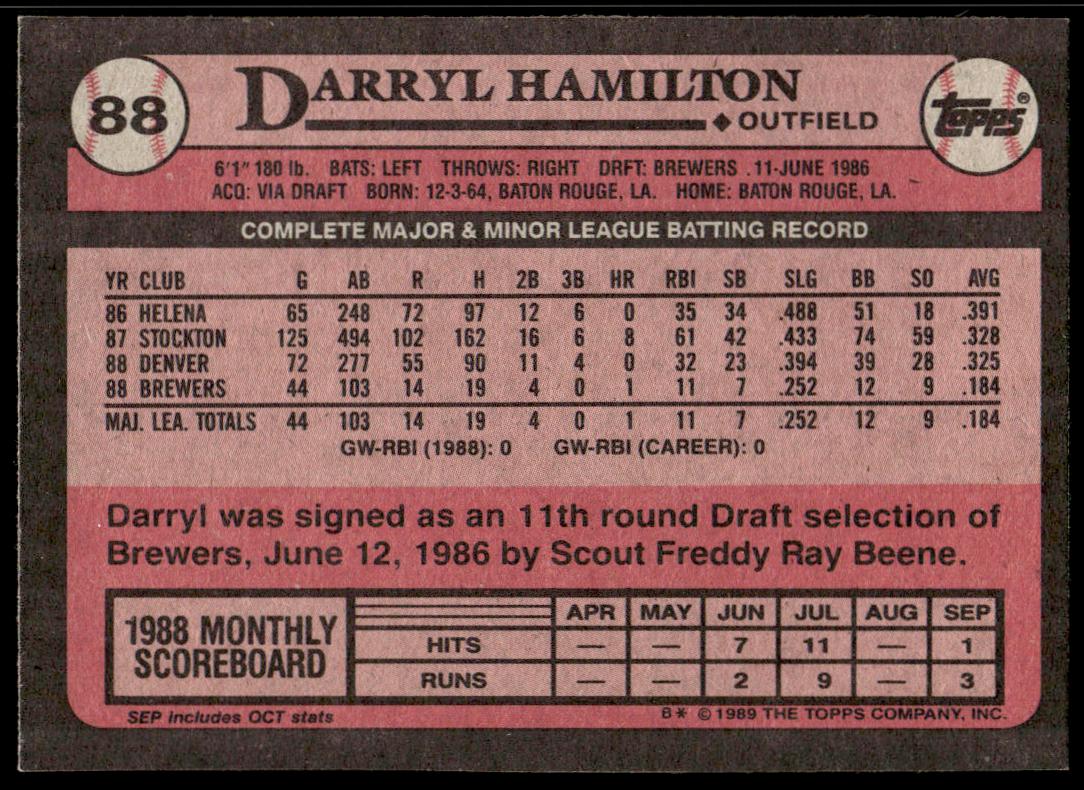 88
DARRYL HAMILTON
◆ OUTFIELD
TOPPS®
6'1" 180 lb. BATS: LEFT THROWS: RIGHT DRFT: BREWERS .11-JUNE 1986
ACQ: VIA DRAFT BORN: 12-3-64, BATON ROUGE, LA. HOME: BATON ROUGE, LA.
COMPLETE MAJOR & MINOR LEAGUE BATTING RECORD
YR CLUB G AB R H 2B 3B HR RBI SB SLG BB SO AVG
86 HELENA 65 248 72 97 12 6 0 35 34 .488 51 18 .391
87 STOCKTON 125 494 102 162 16 6 8 61 42 .433 74 59 .328
88 DENVER 72 277 55 90 11 4 0 32 23 .394 39 28 .325
88 BREWERS 44 103 14 19 4 0 1 11 7 .252 12 9 .184
MAJ. LEA. TOTALS 44 103 14 19 4 0 1 11 7 .252 12 9 .184
GW-RBI (1988): 0 GW-RBI (CAREER): 0
Darryl was signed as an 11th round Draft selection of
Brewers, June 12, 1986 by Scout Freddy Ray Beene.
1988 MONTHLY
SCOREBOARD
APR MAY JUN JUL AUG SEP
HITS — — 7 11 — 1
RUNS — — 2 9 — 3
SEP includes OCT stats
B* ©1989 THE TOPPS COMPANY, INC.